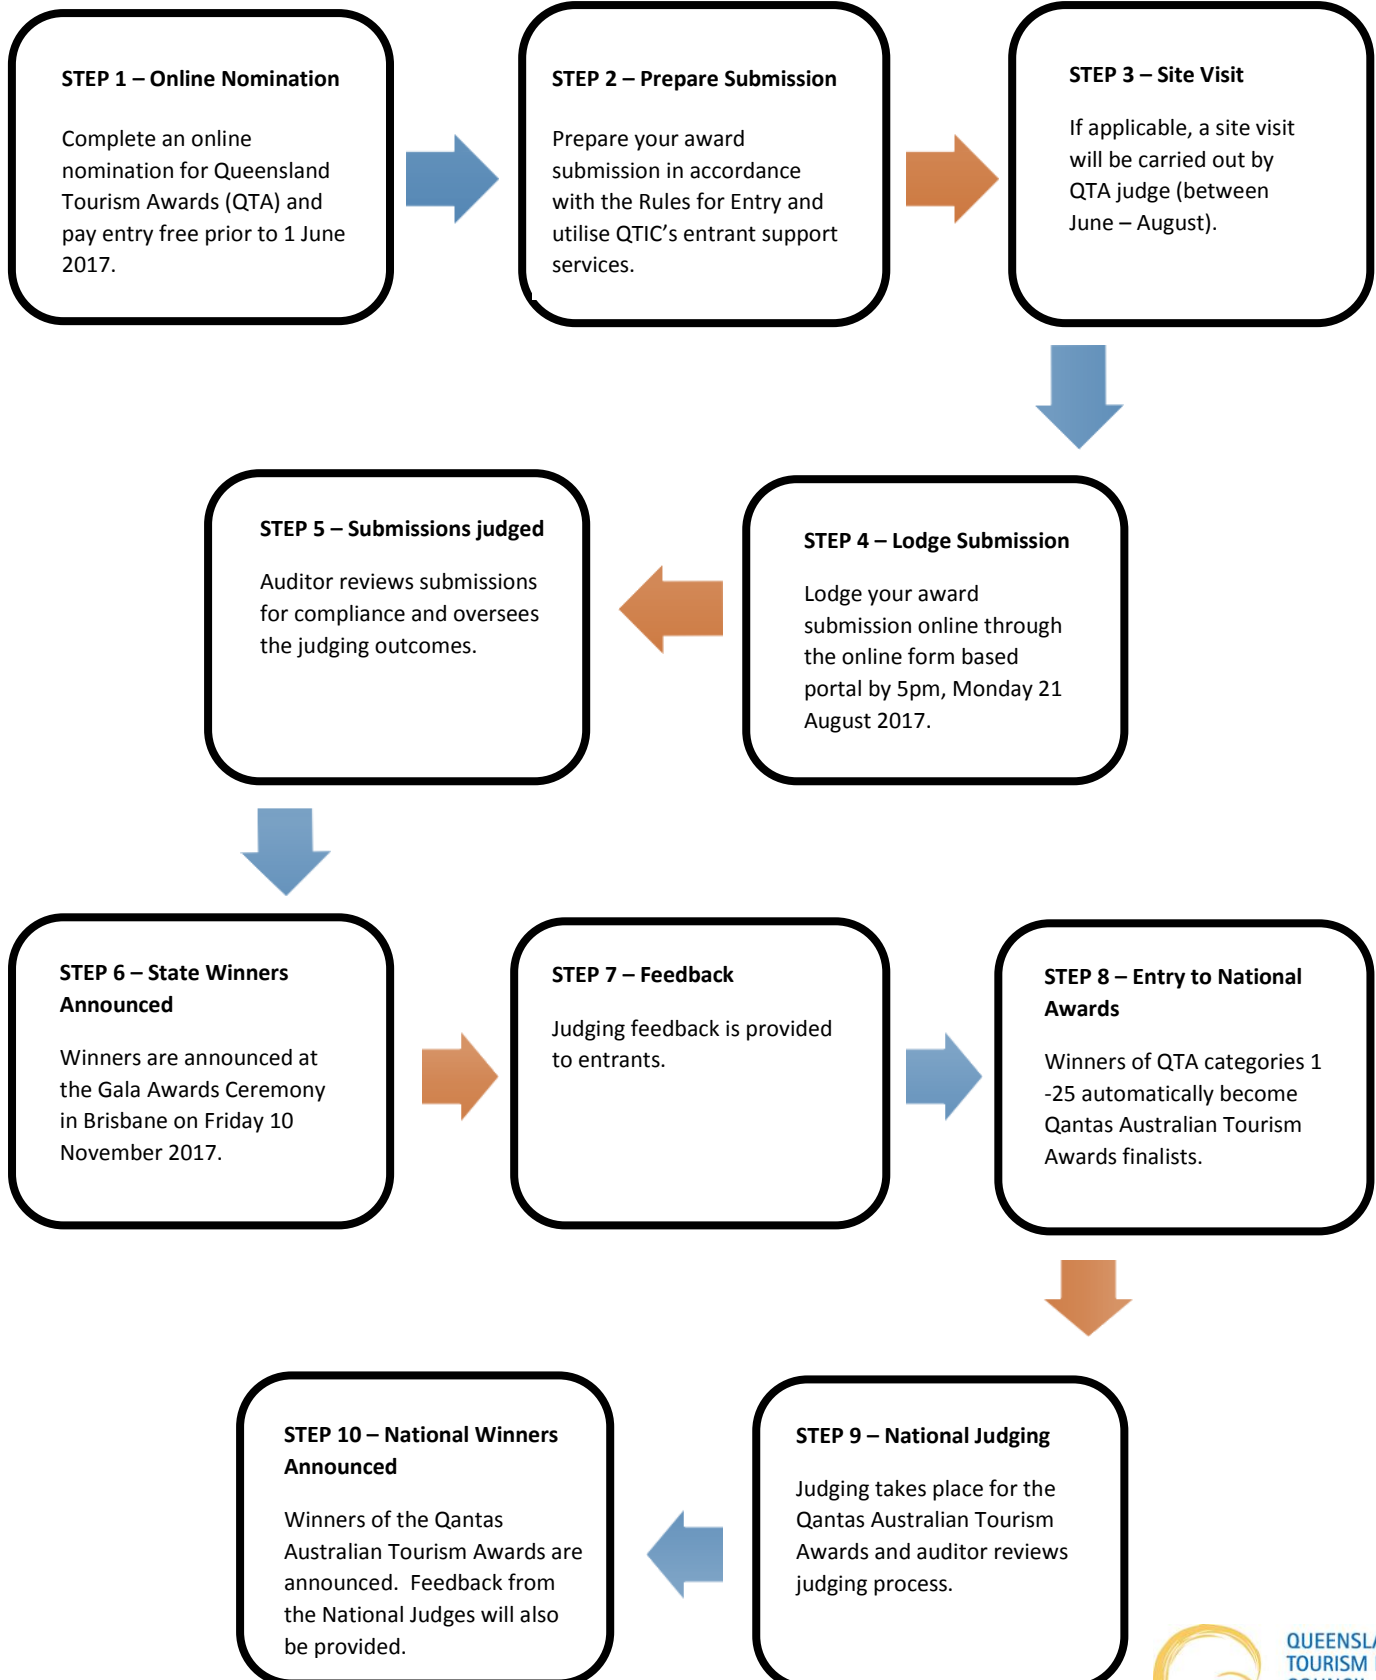 STEP 1 – Online Nomination
Complete an online
nomination for Queensland
Tourism Awards (QTA) and
pay entry free prior to 1 June
2017.
STEP 2 – Prepare Submission
Prepare your award
submission in accordance
with the Rules for Entry and
utilise QTIC’s entrant support
services.
STEP 3 – Site Visit
If applicable, a site visit
will be carried out by
QTA judge (between
June – August).
STEP 4 – Lodge Submission
Lodge your award
submission online through
the online form based
portal by 5pm, Monday 21
August 2017.
STEP 5 – Submissions judged
Auditor reviews submissions
for compliance and oversees
the judging outcomes.
STEP 6 – State Winners
Announced
Winners are announced at
the Gala Awards Ceremony
in Brisbane on Friday 10
November 2017.
STEP 7 – Feedback
Judging feedback is provided
to entrants.
STEP 8 – Entry to National
Awards
Winners of QTA categories 1
-25 automatically become
Qantas Australian Tourism
Awards finalists.
STEP 9 – National Judging
Judging takes place for the
Qantas Australian Tourism
Awards and auditor reviews
judging process.
STEP 10 – National Winners
Announced
Winners of the Qantas
Australian Tourism Awards are
announced.  Feedback from
the National Judges will also
be provided.
TOURISM